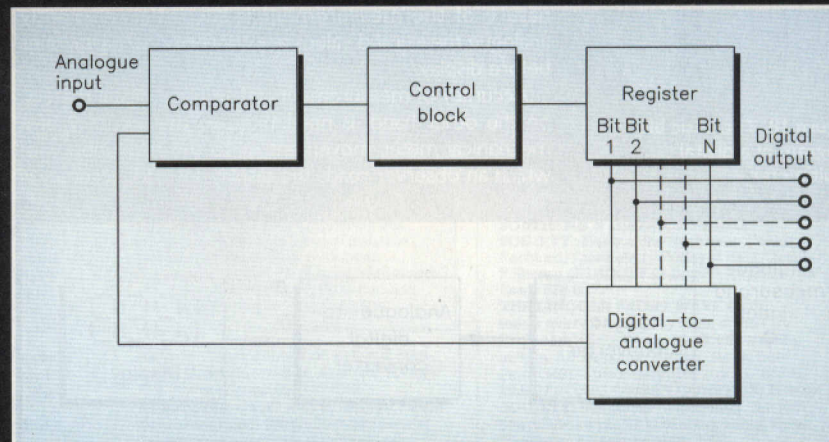 Analogue
input
Comparator
Control
block
Register
Bit Bit Bit
1 2 N
Digital
output
Digital-to-
analogue
converter